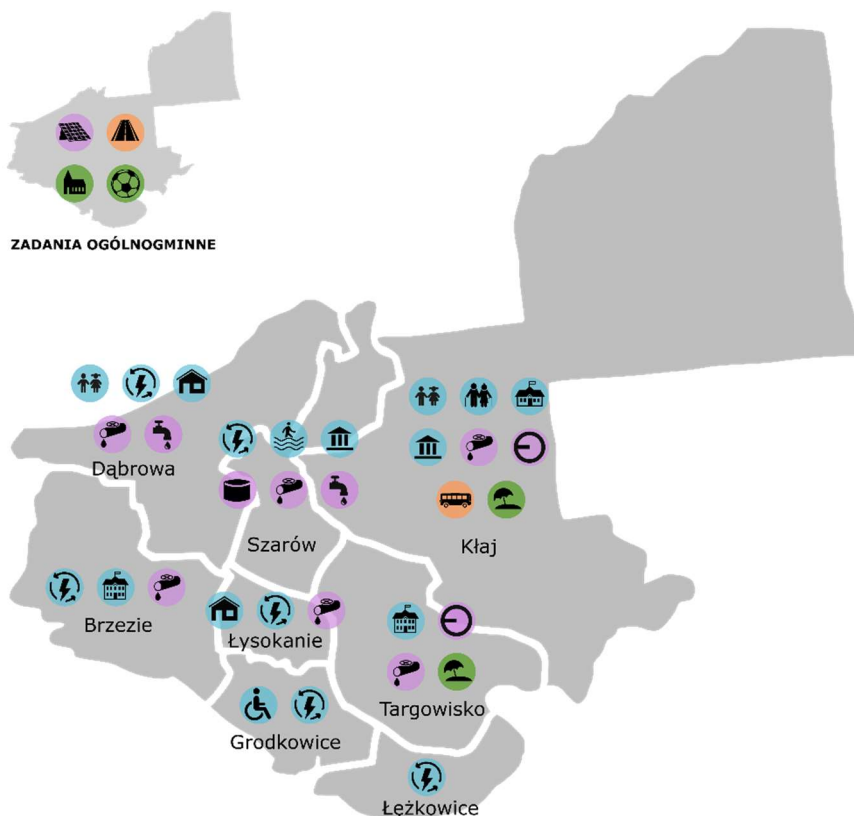 ZADANIA OGÓLNOGMINNE
Dąbrowa
Szarów
Kłaj
Brzezie
Łysokanie
Targowisko
Grodkowice
Łężkowice